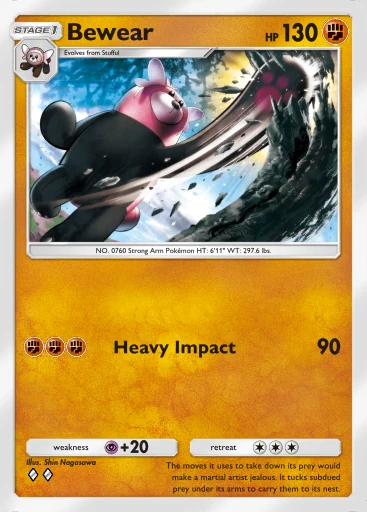 STAGE 1
Bewear
HP 130
Evolves from Stufful
NO. 0760 Strong Arm Pokémon HT: 6'11" WT: 297.6 lbs.
Heavy Impact 90
weakness +20
retreat
Illus. Shin Nagasawa
The moves it uses to take down its prey would
make a martial artist jealous. It tucks subdued
prey under its arms to carry them to its nest.